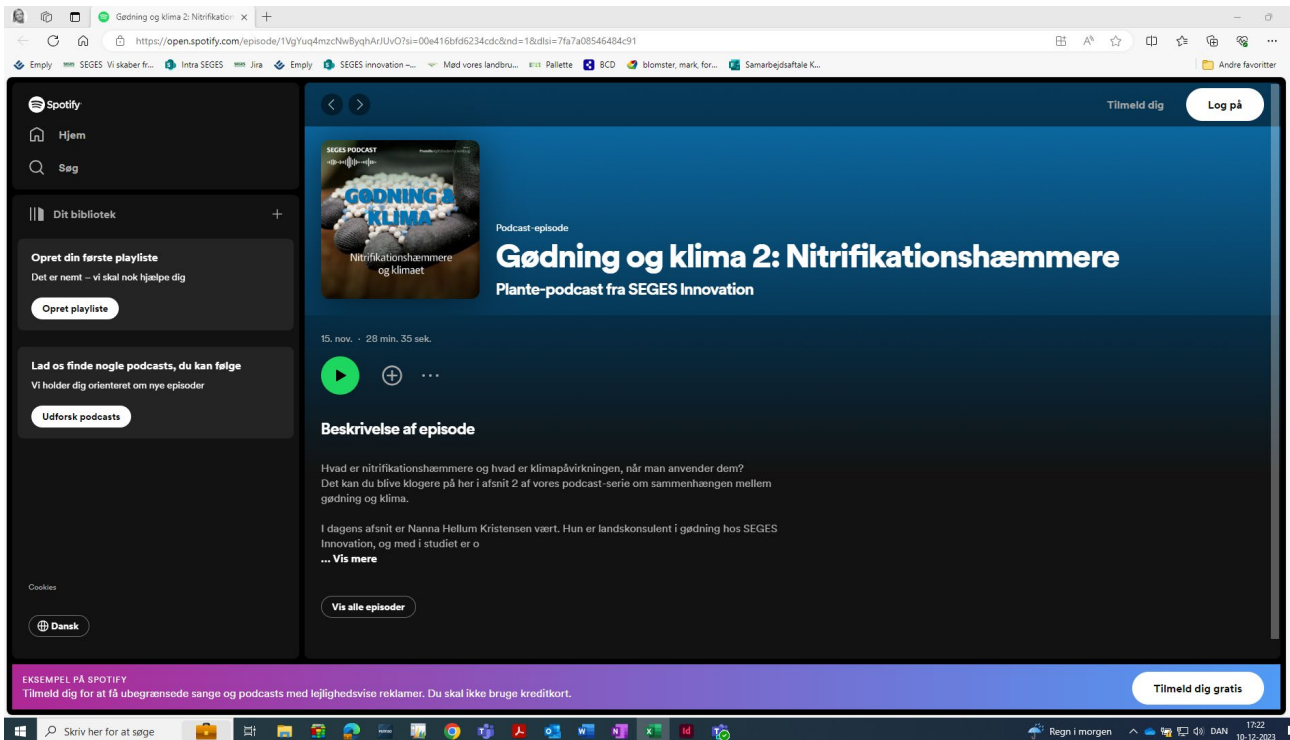 Gødning og klima 2: Nitrifikation
https://open.spotify.com/episode/1VgYuq4mzcNwByqhArJUvO?si=00e416bfd6234cdc&nd=1&dlsi=7fa7a08546484c91
Emply SEGES Vi skaber fr... Intra SEGES Jira Emply SEGES innovation –... Mød vores landbru... Pallette BCD blomster, mark, for... Samarbejdsaftale K... Andre favoritter
Spotify
Hjem
Søg
Dit bibliotek
Opret din første playliste
Det er nemt – vi skal nok hjælpe dig
Opret playliste
Lad os finde nogle podcasts, du kan følge
Vi holder dig orienteret om nye episoder
Udforsk podcasts
Cookies
Dansk
Tilmeld dig
Log på
SEGES PODCAST
GØDNING &
KLIMA
Nitrifikationshæmmere
og klimaet
Podcast-episode
Gødning og klima 2: Nitrifikationshæmmere
Plante-podcast fra SEGES Innovation
15. nov. · 28 min. 35 sek.
Beskrivelse af episode
Hvad er nitrifikationshæmmere og hvad er klimapåvirkningen, når man anvender dem?
Det kan du blive klogere på her i afsnit 2 af vores podcast-serie om sammenhængen mellem
gødning og klima.
I dagens afsnit er Nanna Hellum Kristensen vært. Hun er landskonsulent i gødning hos SEGES
Innovation, og med i studiet er o
... Vis mere
Vis alle episoder
EKSEMPEL PÅ SPOTIFY
Tilmeld dig for at få ubegrænsede sange og podcasts med lejlighedsvise reklamer. Du skal ikke bruge kreditkort.
Tilmeld dig gratis
Skriv her for at søge
Regn i morgen
DAN
17:22
10-12-2023